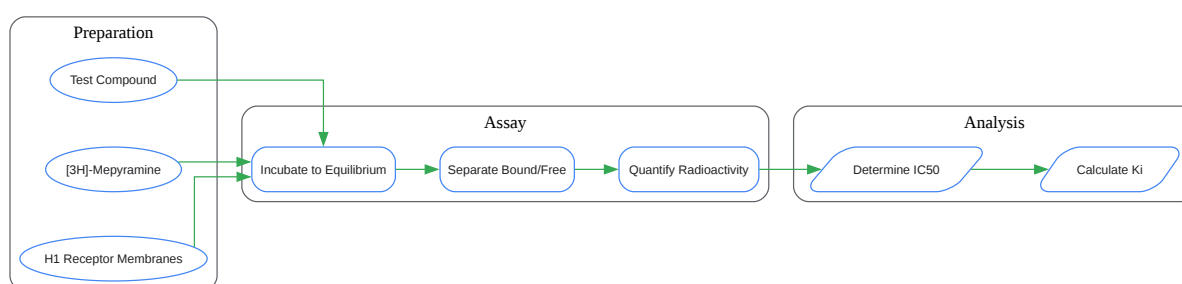 Preparation
Test Compound
[3H]-Mepyramine
H1 Receptor Membranes
Assay
Incubate to Equilibrium
Separate Bound/Free
Quantify Radioactivity
Analysis
Determine IC50
Calculate Ki